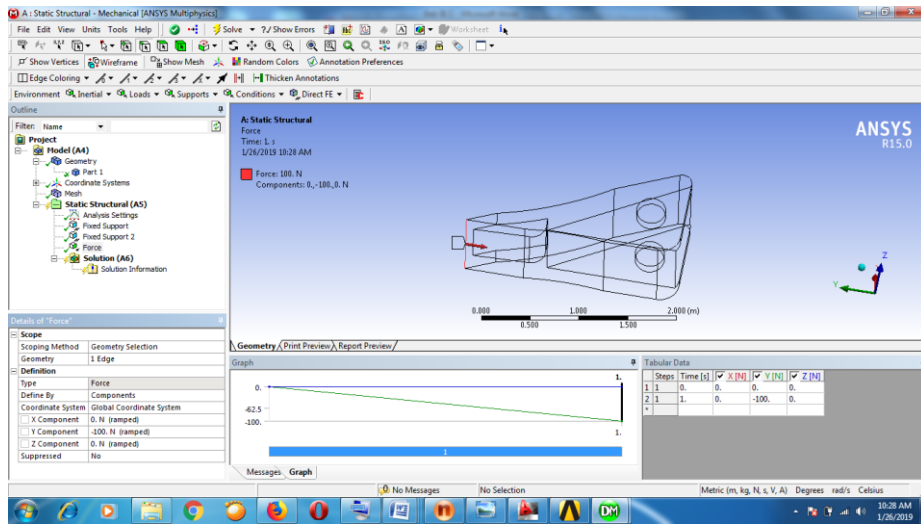 A : Static Structural - Mechanical [ANSYS Multiphysics]
File Edit View Units Tools Help Solve ?/ Show Errors Worksheet
Show Vertices Wireframe Show Mesh Random Colors Annotation Preferences
Edge Coloring Thicken Annotations
Environment Inertial Loads Supports Conditions Direct FE
Outline
Filter: Name
Project
Model (A4)
Geometry
Part 1
Coordinate Systems
Mesh
Static Structural (A5)
Analysis Settings
Fixed Support
Fixed Support 2
Force
Solution (A6)
Solution Information
A: Static Structural
Force
Time: 1. s
1/26/2019 10:28 AM
Force: 100. N
Components: 0.,-100.,0. N
ANSYS
R15.0
Z
Y
0.000 1.000 2.000 (m)
0.500 1.500
Geometry Print Preview Report Preview
Details of "Force"
Scope
Scoping Method Geometry Selection
Geometry 1 Edge
Definition
Type Force
Define By Components
Coordinate System Global Coordinate System
X Component 0. N (ramped)
Y Component -100. N (ramped)
Z Component 0. N (ramped)
Suppressed No
Graph
1.
0.
-62.5
-100.
1.
1
Messages Graph
Tabular Data
Steps Time [s] X [N] Y [N] Z [N]
1 1 0. 0. 0. 0.
2 1 1. 0. -100. 0.
*
No Messages No Selection Metric (m, kg, N, s, V, A) Degrees rad/s Celsius
DM
10:28 AM
1/26/2019